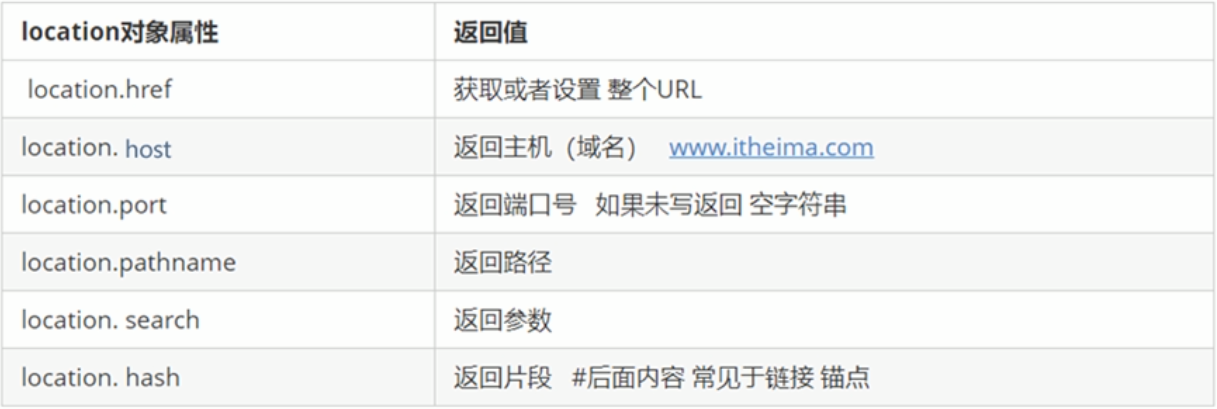 location对象属性 返回值
location.href 获取或者设置 整个URL
location. host 返回主机（域名） www.itheima.com
location.port 返回端口号 如果未写返回 空字符串
location.pathname 返回路径
location. search 返回参数
location. hash 返回片段 #后面内容 常见于链接 锚点